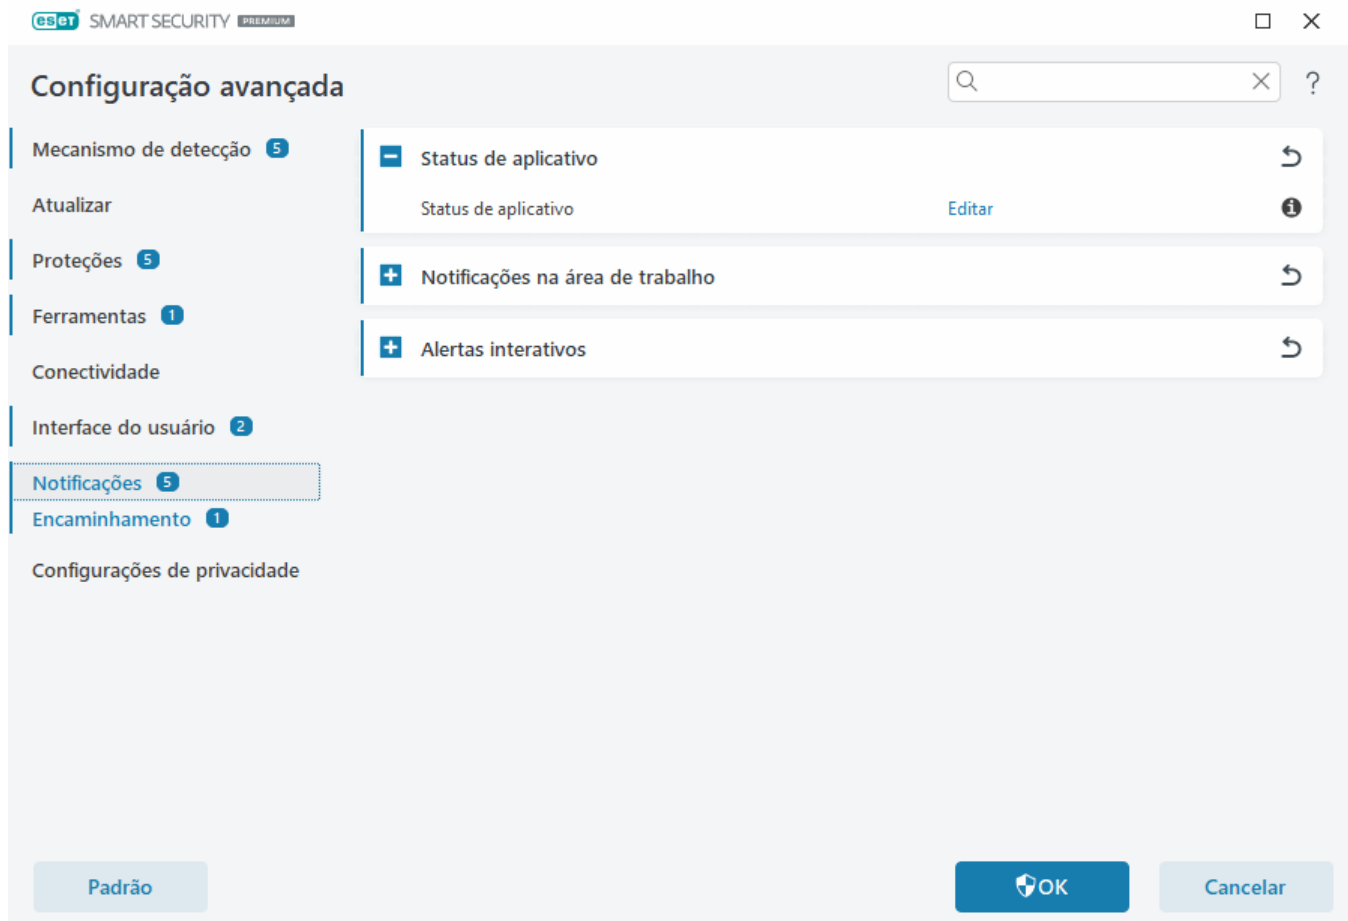 eset SMART SECURITY PREMIUM
Configuração avançada
?
Mecanismo de detecção 5
Atualizar
Proteções 5
Ferramentas 1
Conectividade
Interface do usuário 2
Notificações 5
Encaminhamento 1
Configurações de privacidade
Status de aplicativo
Status de aplicativo Editar
Notificações na área de trabalho
Alertas interativos
Padrão
OK
Cancelar